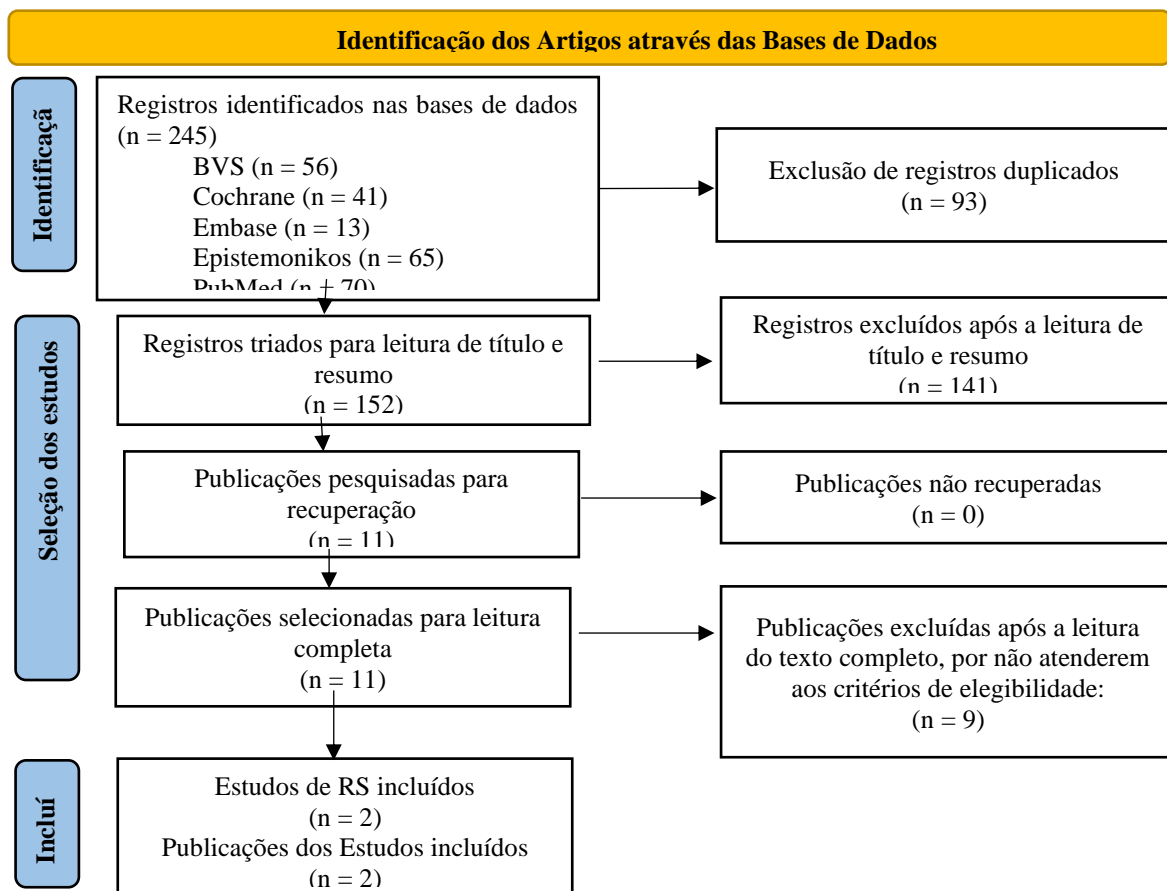 Identificação dos Artigos através das Bases de Dados
Identificaçã
Registros identificados nas bases de dados
(n = 245)
BVS (n = 56)
Cochrane (n = 41)
Embase (n = 13)
Epistemonikos (n = 65)
PubMed (n = 70)
Exclusão de registros duplicados
(n = 93)
Seleção dos estudos
Registros triados para leitura de título e
resumo
(n = 152)
Registros excluídos após a leitura de
título e resumo
(n = 141)
Publicações pesquisadas para
recuperação
(n = 11)
Publicações não recuperadas
(n = 0)
Publicações selecionadas para leitura
completa
(n = 11)
Publicações excluídas após a leitura
do texto completo, por não atenderem
aos critérios de elegibilidade:
(n = 9)
Incluí
Estudos de RS incluídos
(n = 2)
Publicações dos Estudos incluídos
(n = 2)